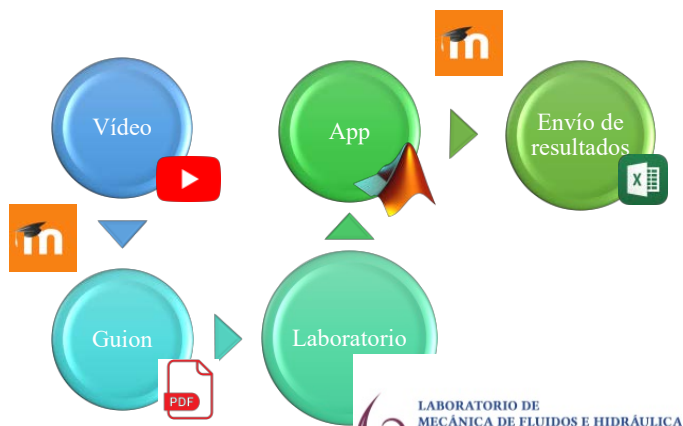 Vídeo
App
Envío de
resultados
X
m
m
Guion
PDF
Laboratorio
LABORATORIO DE
MECÁNICA DE FLUIDOS E HIDRÁULICA